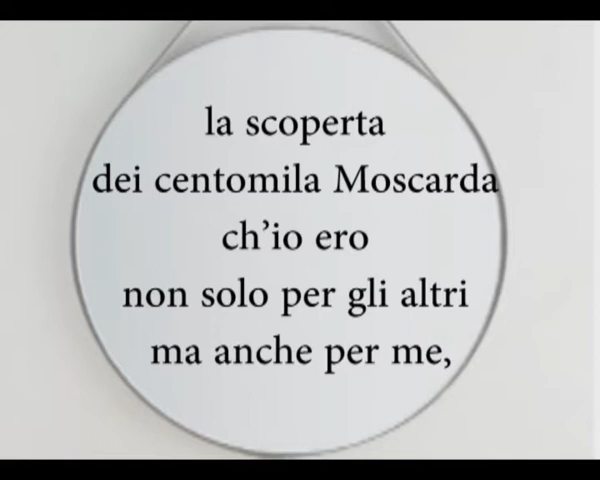 la scoperta
dei centomila Moscarda
ch'io ero
non solo per gli altri
ma anche per me,